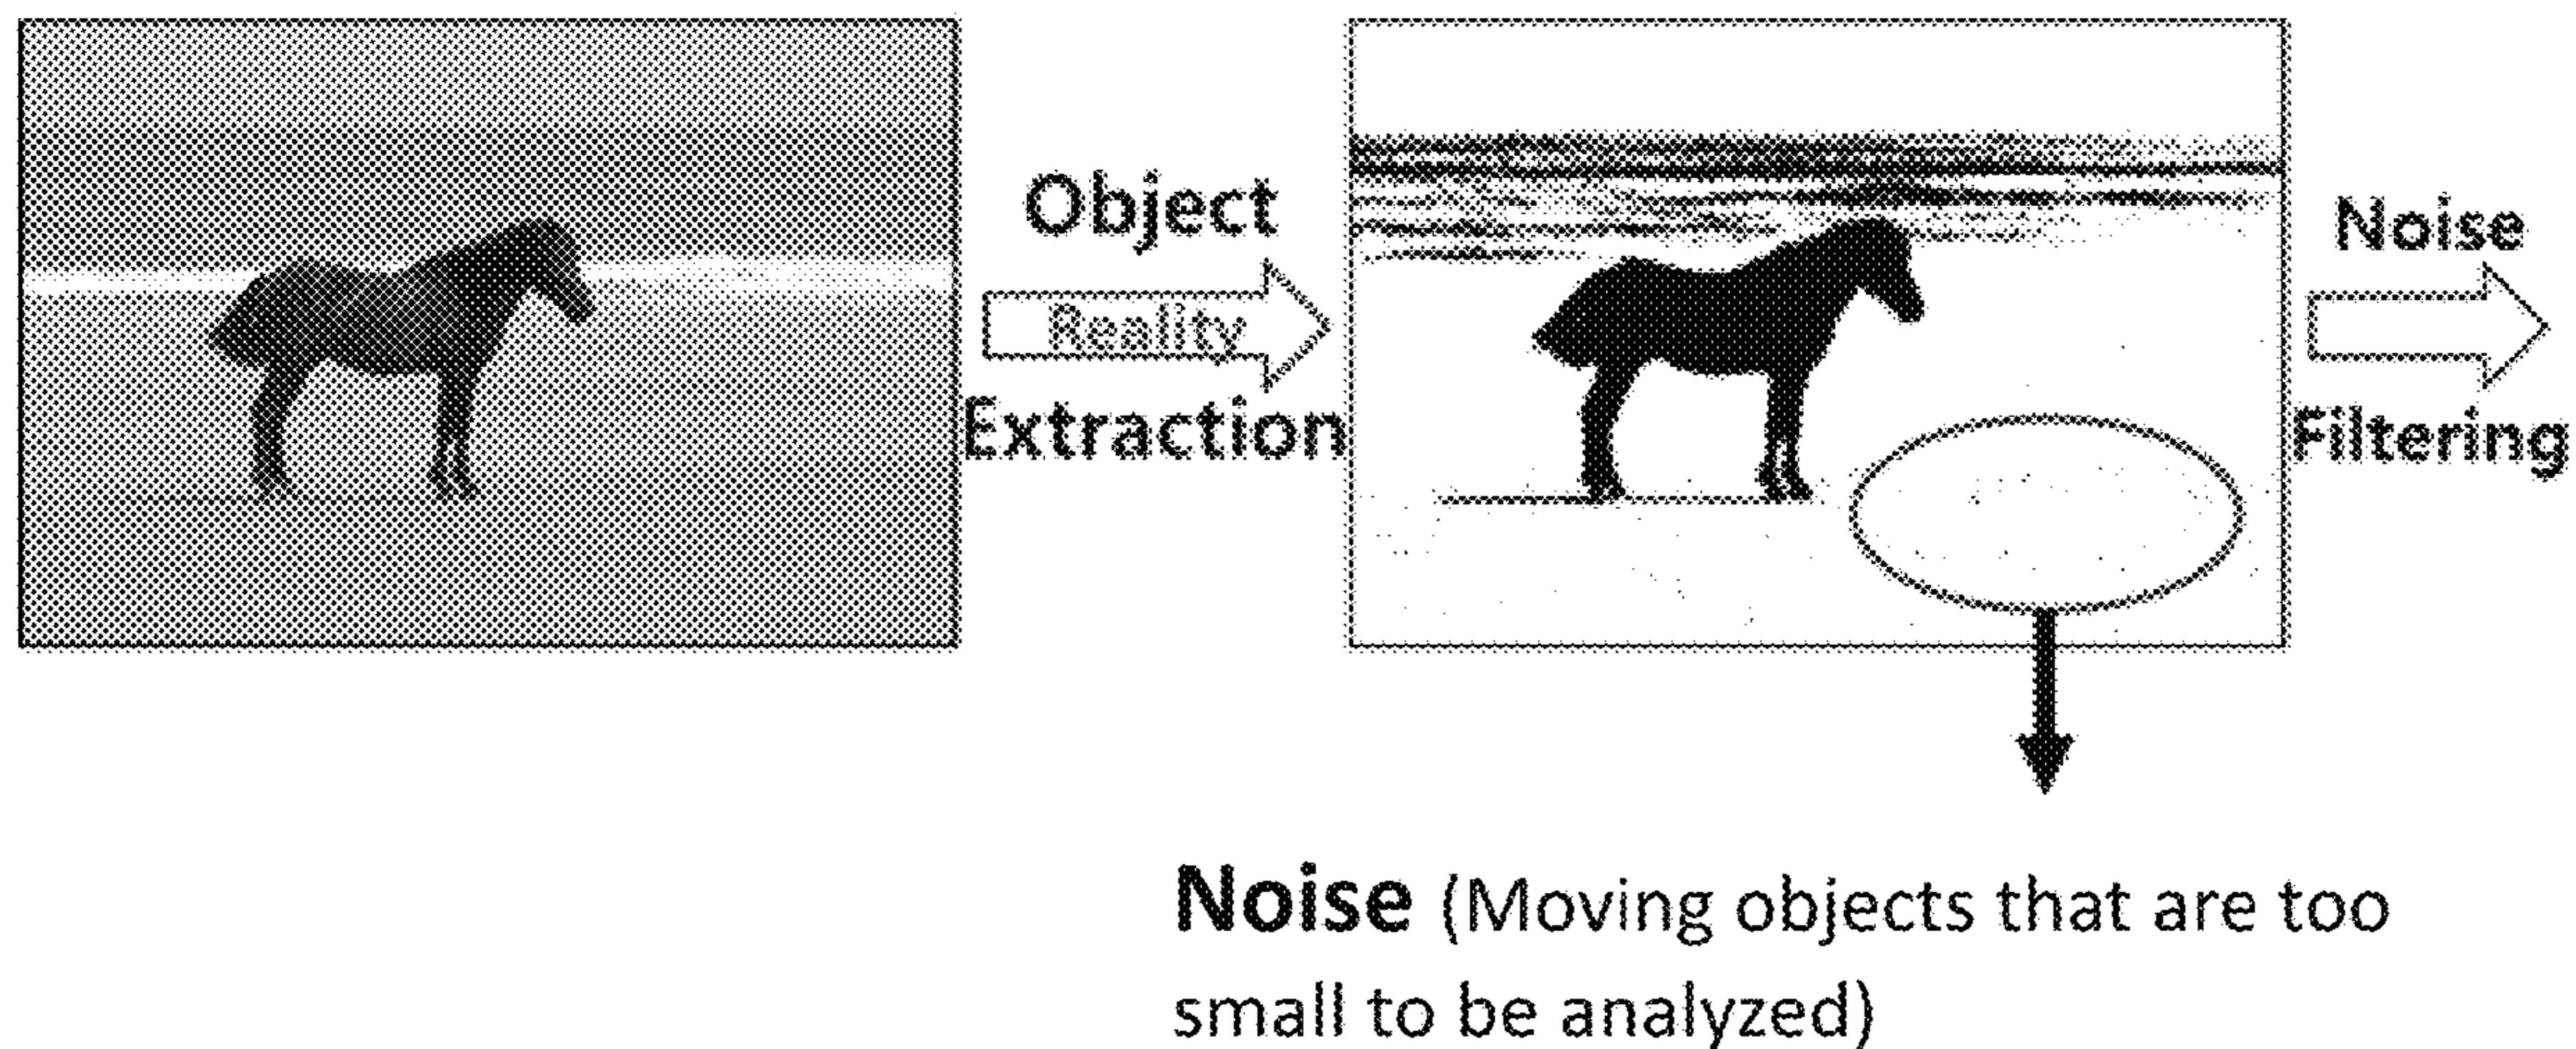 Object
Reality
Extraction
Noise
Filtering
Noise (Moving objects that are too
small to be analyzed)